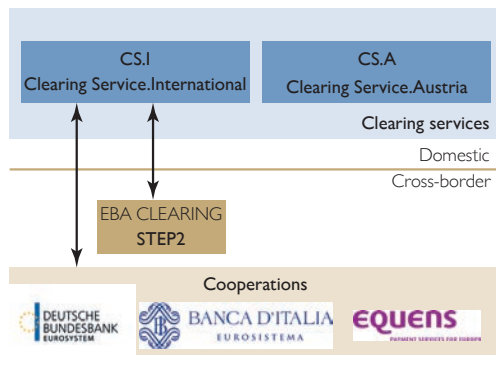 CS.I
Clearing Service.International
CS.A
Clearing Service.Austria
Clearing services
Domestic
Cross-border
EBA CLEARING
STEP2
Cooperations
DEUTSCHE
BUNDESBANK
EUROSYSTEM
BANCA D'ITALIA
EUROSISTEMA
EQUENS
PAYMENT SERVICES FOR EUROPE